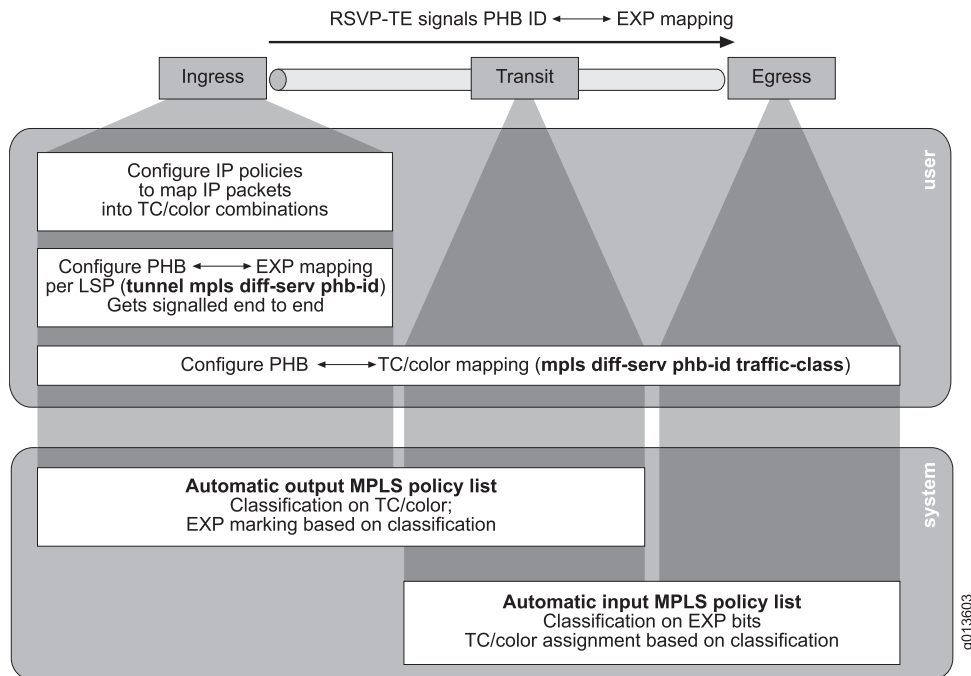 RSVP-TE signals PHB ID ←→ EXP mapping
Ingress
Transit
Egress
user
Configure IP policies
to map IP packets
into TC/color combinations
Configure PHB ←→ EXP mapping
per LSP (tunnel mpls diff-serv phb-id)
Gets signalled end to end
Configure PHB ←→ TC/color mapping (mpls diff-serv phb-id traffic-class)
system
Automatic output MPLS policy list
Classification on TC/color;
EXP marking based on classification
Automatic input MPLS policy list
Classification on EXP bits
TC/color assignment based on classification
g013603